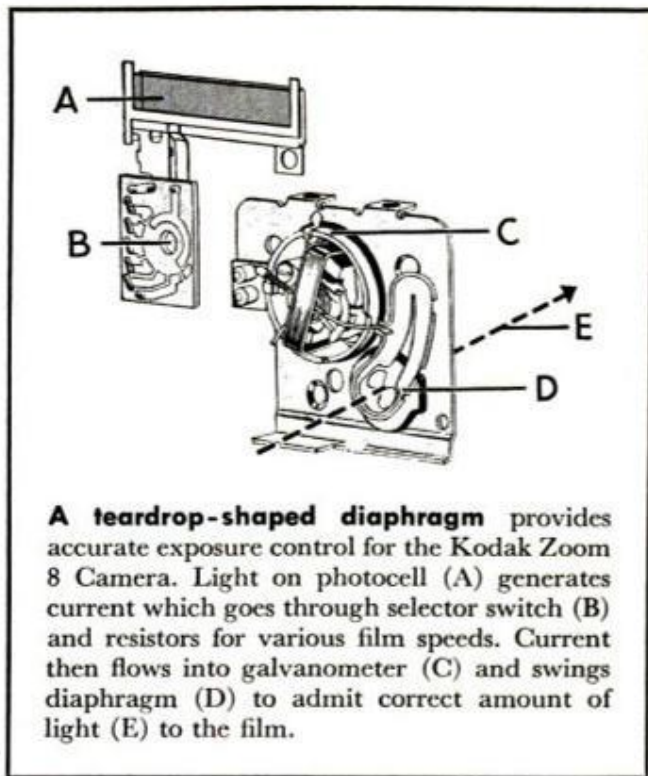 A
B
C
E
D
A teardrop-shaped diaphragm provides
accurate exposure control for the Kodak Zoom
8 Camera. Light on photocell (A) generates
current which goes through selector switch (B)
and resistors for various film speeds. Current
then flows into galvanometer (C) and swings
diaphragm (D) to admit correct amount of
light (E) to the film.